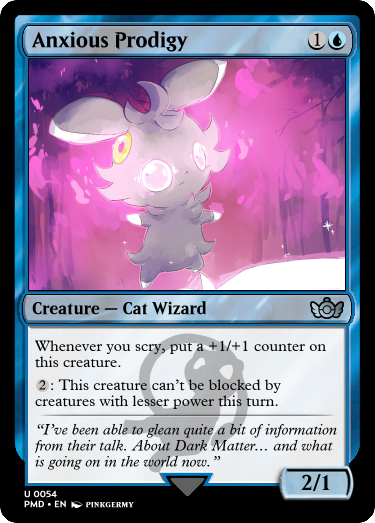 Anxious Prodigy 1
Creature — Cat Wizard
Whenever you scry, put a +1/+1 counter on
this creature.
2: This creature can't be blocked by
creatures with lesser power this turn.
“I've been able to glean quite a bit of information
from their talk. About Dark Matter… and what
is going on in the world now.”
2/1
U 0054
PMD • EN PINKGERMY